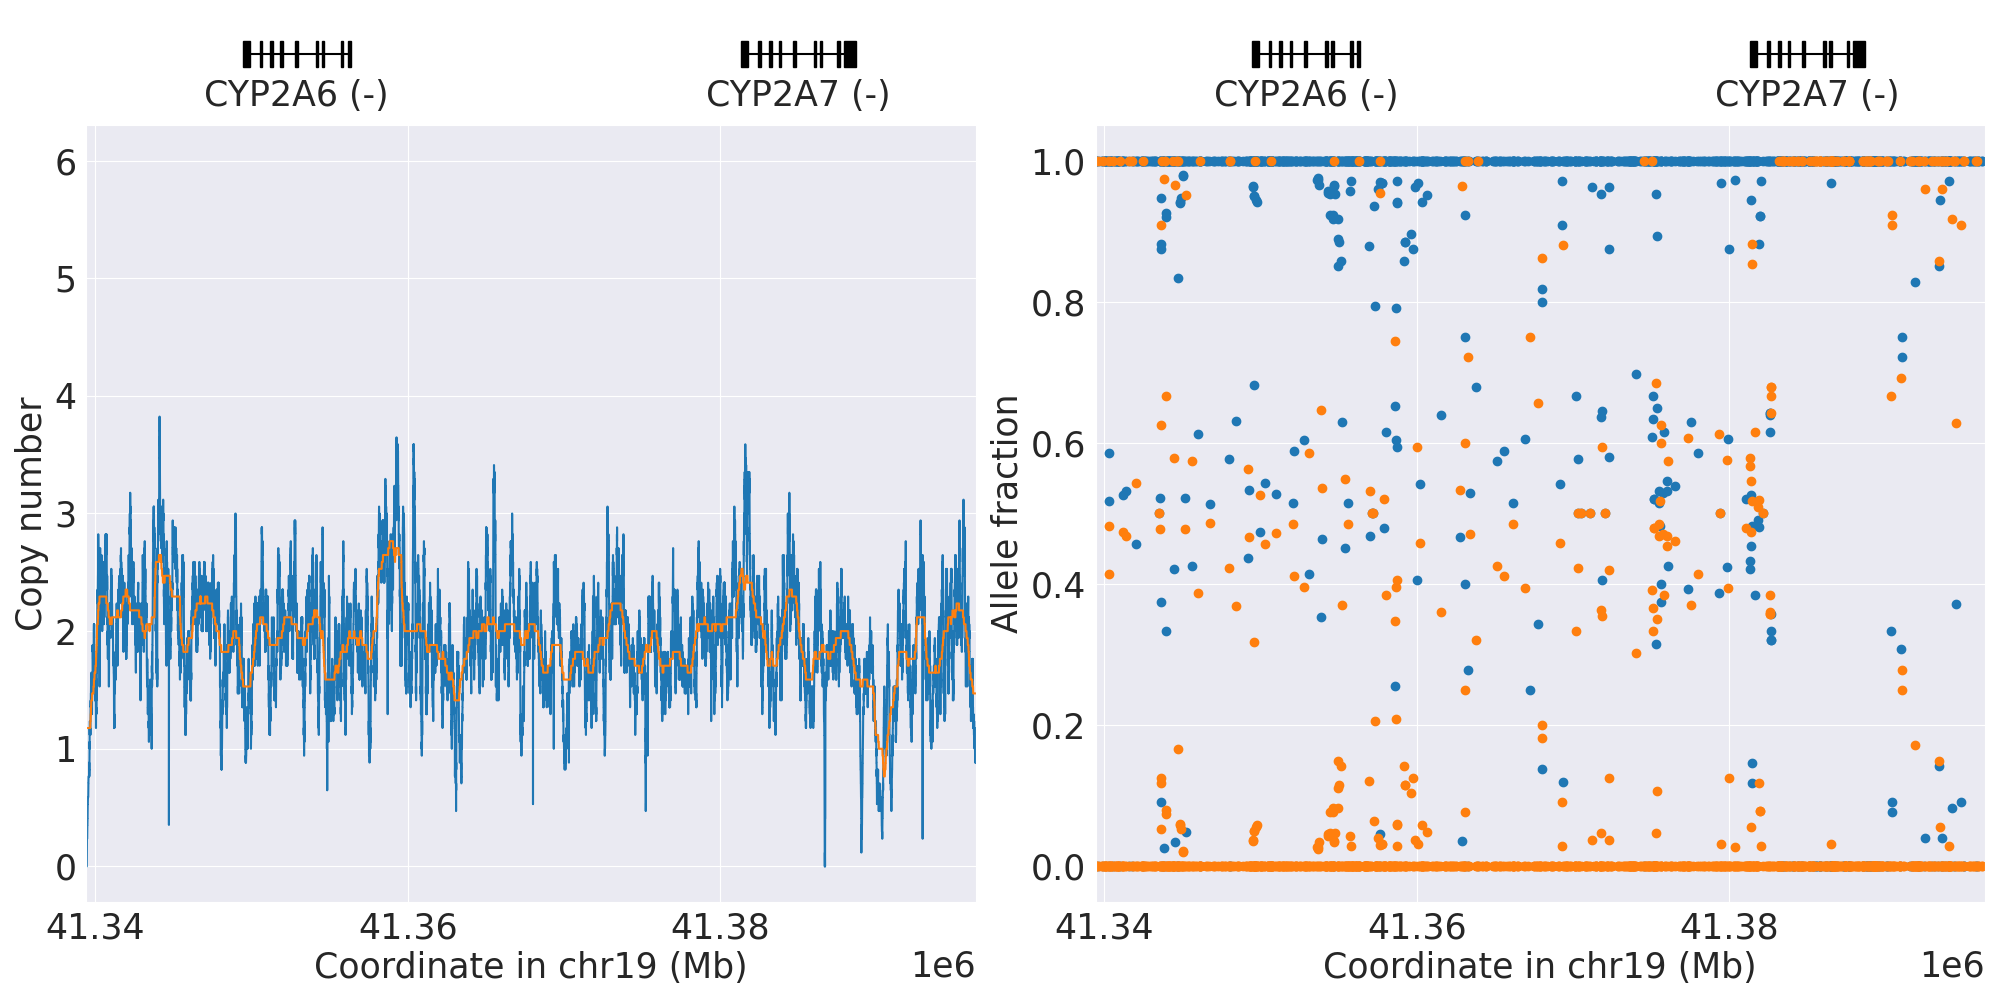 CYP2A6 (-)
CYP2A7 (-)
Copy number
6
5
4
3
2
1
0
41.34
41.36
41.38
Coordinate in chr19 (Mb)
1e6
CYP2A6 (-)
CYP2A7 (-)
Allele fraction
1.0
0.8
0.6
0.4
0.2
0.0
41.34
41.36
41.38
Coordinate in chr19 (Mb)
1e6